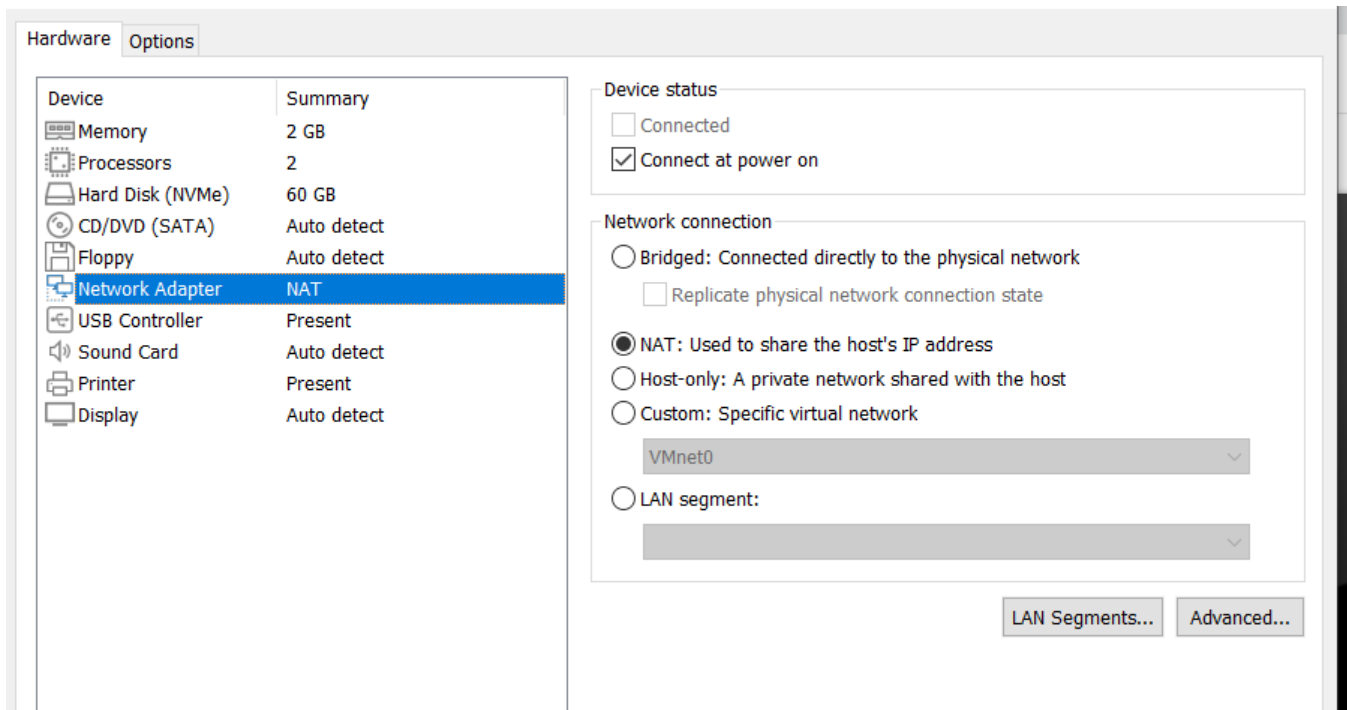 Hardware
Options
Device Summary
Memory 2 GB
Processors 2
Hard Disk (NVMe) 60 GB
CD/DVD (SATA) Auto detect
Floppy Auto detect
Network Adapter NAT
USB Controller Present
Sound Card Auto detect
Printer Present
Display Auto detect
Device status
Connected
Connect at power on
Network connection
Bridged: Connected directly to the physical network
Replicate physical network connection state
NAT: Used to share the host's IP address
Host-only: A private network shared with the host
Custom: Specific virtual network
VMnet0
LAN segment:
LAN Segments...
Advanced...